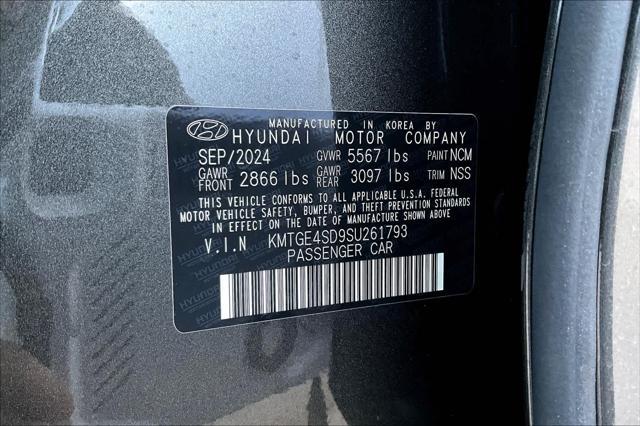 MANUFACTURED IN KOREA BY
HYUNDAI MOTOR COMPANY
SEP/2024 GVWR 5567 lbs PAINT NCM
GAWR FRONT 2866 lbs GAWR REAR 3097 lbs TRIM NSS
THIS VEHICLE CONFORMS TO ALL APPLICABLE U.S.A. FEDERAL
MOTOR VEHICLE SAFETY, BUMPER, AND THEFT PREVENTION STANDARDS
IN EFFECT ON THE DATE OF MANUFACTURE SHOWN ABOVE.
V.I.N KMTGE4SD9SU261793
PASSENGER CAR